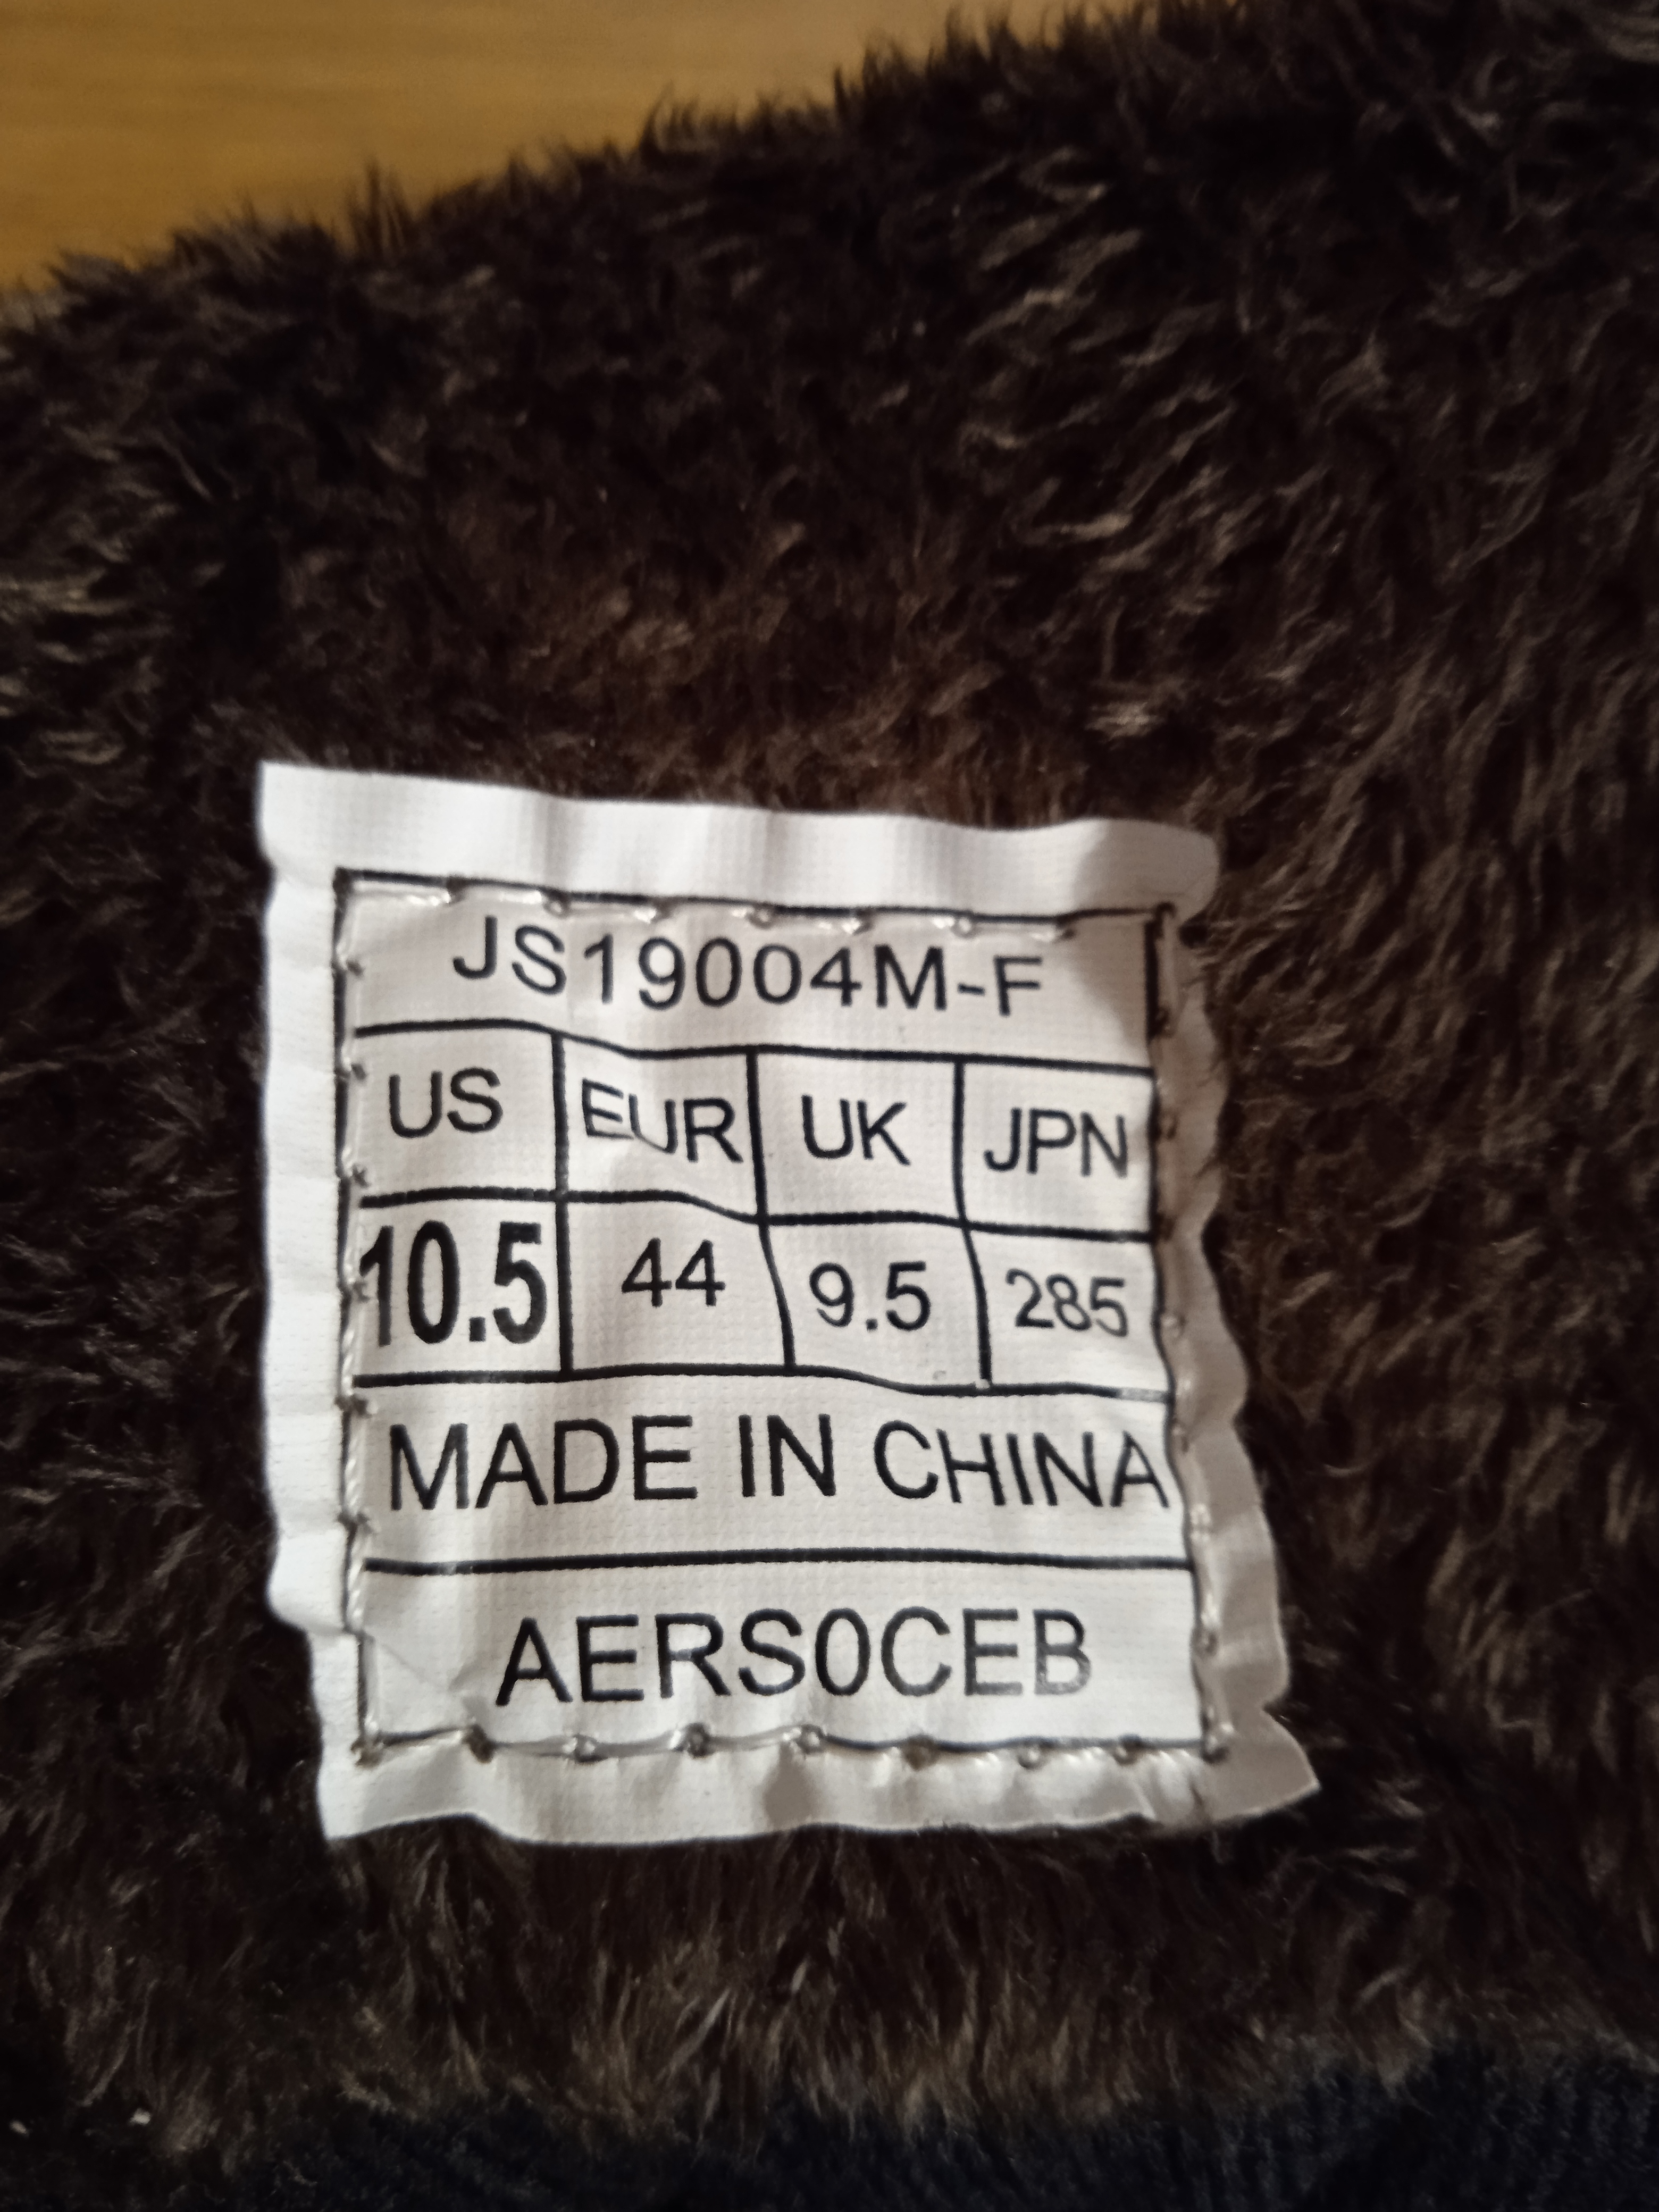 JS19004M-F
US EUR UK JPN
10.5 44 9.5 285
MADE IN CHINA
AERS0CEB